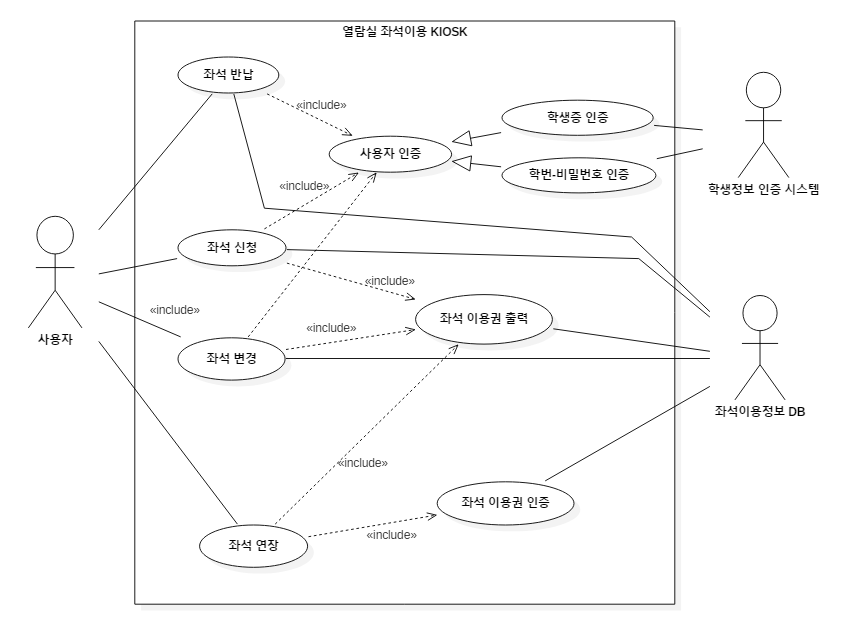 열람실 좌석이용 KIOSK
좌석 반납
«include»
학생증 인증
사용자 인증
학번-비밀번호 인증
«include»
학생정보 인증 시스템
좌석 신청
«include»
«include»
좌석 이용권 출력
«include»
사용자
좌석 변경
좌석이용정보 DB
«include»
좌석 이용권 인증
«include»
좌석 연장